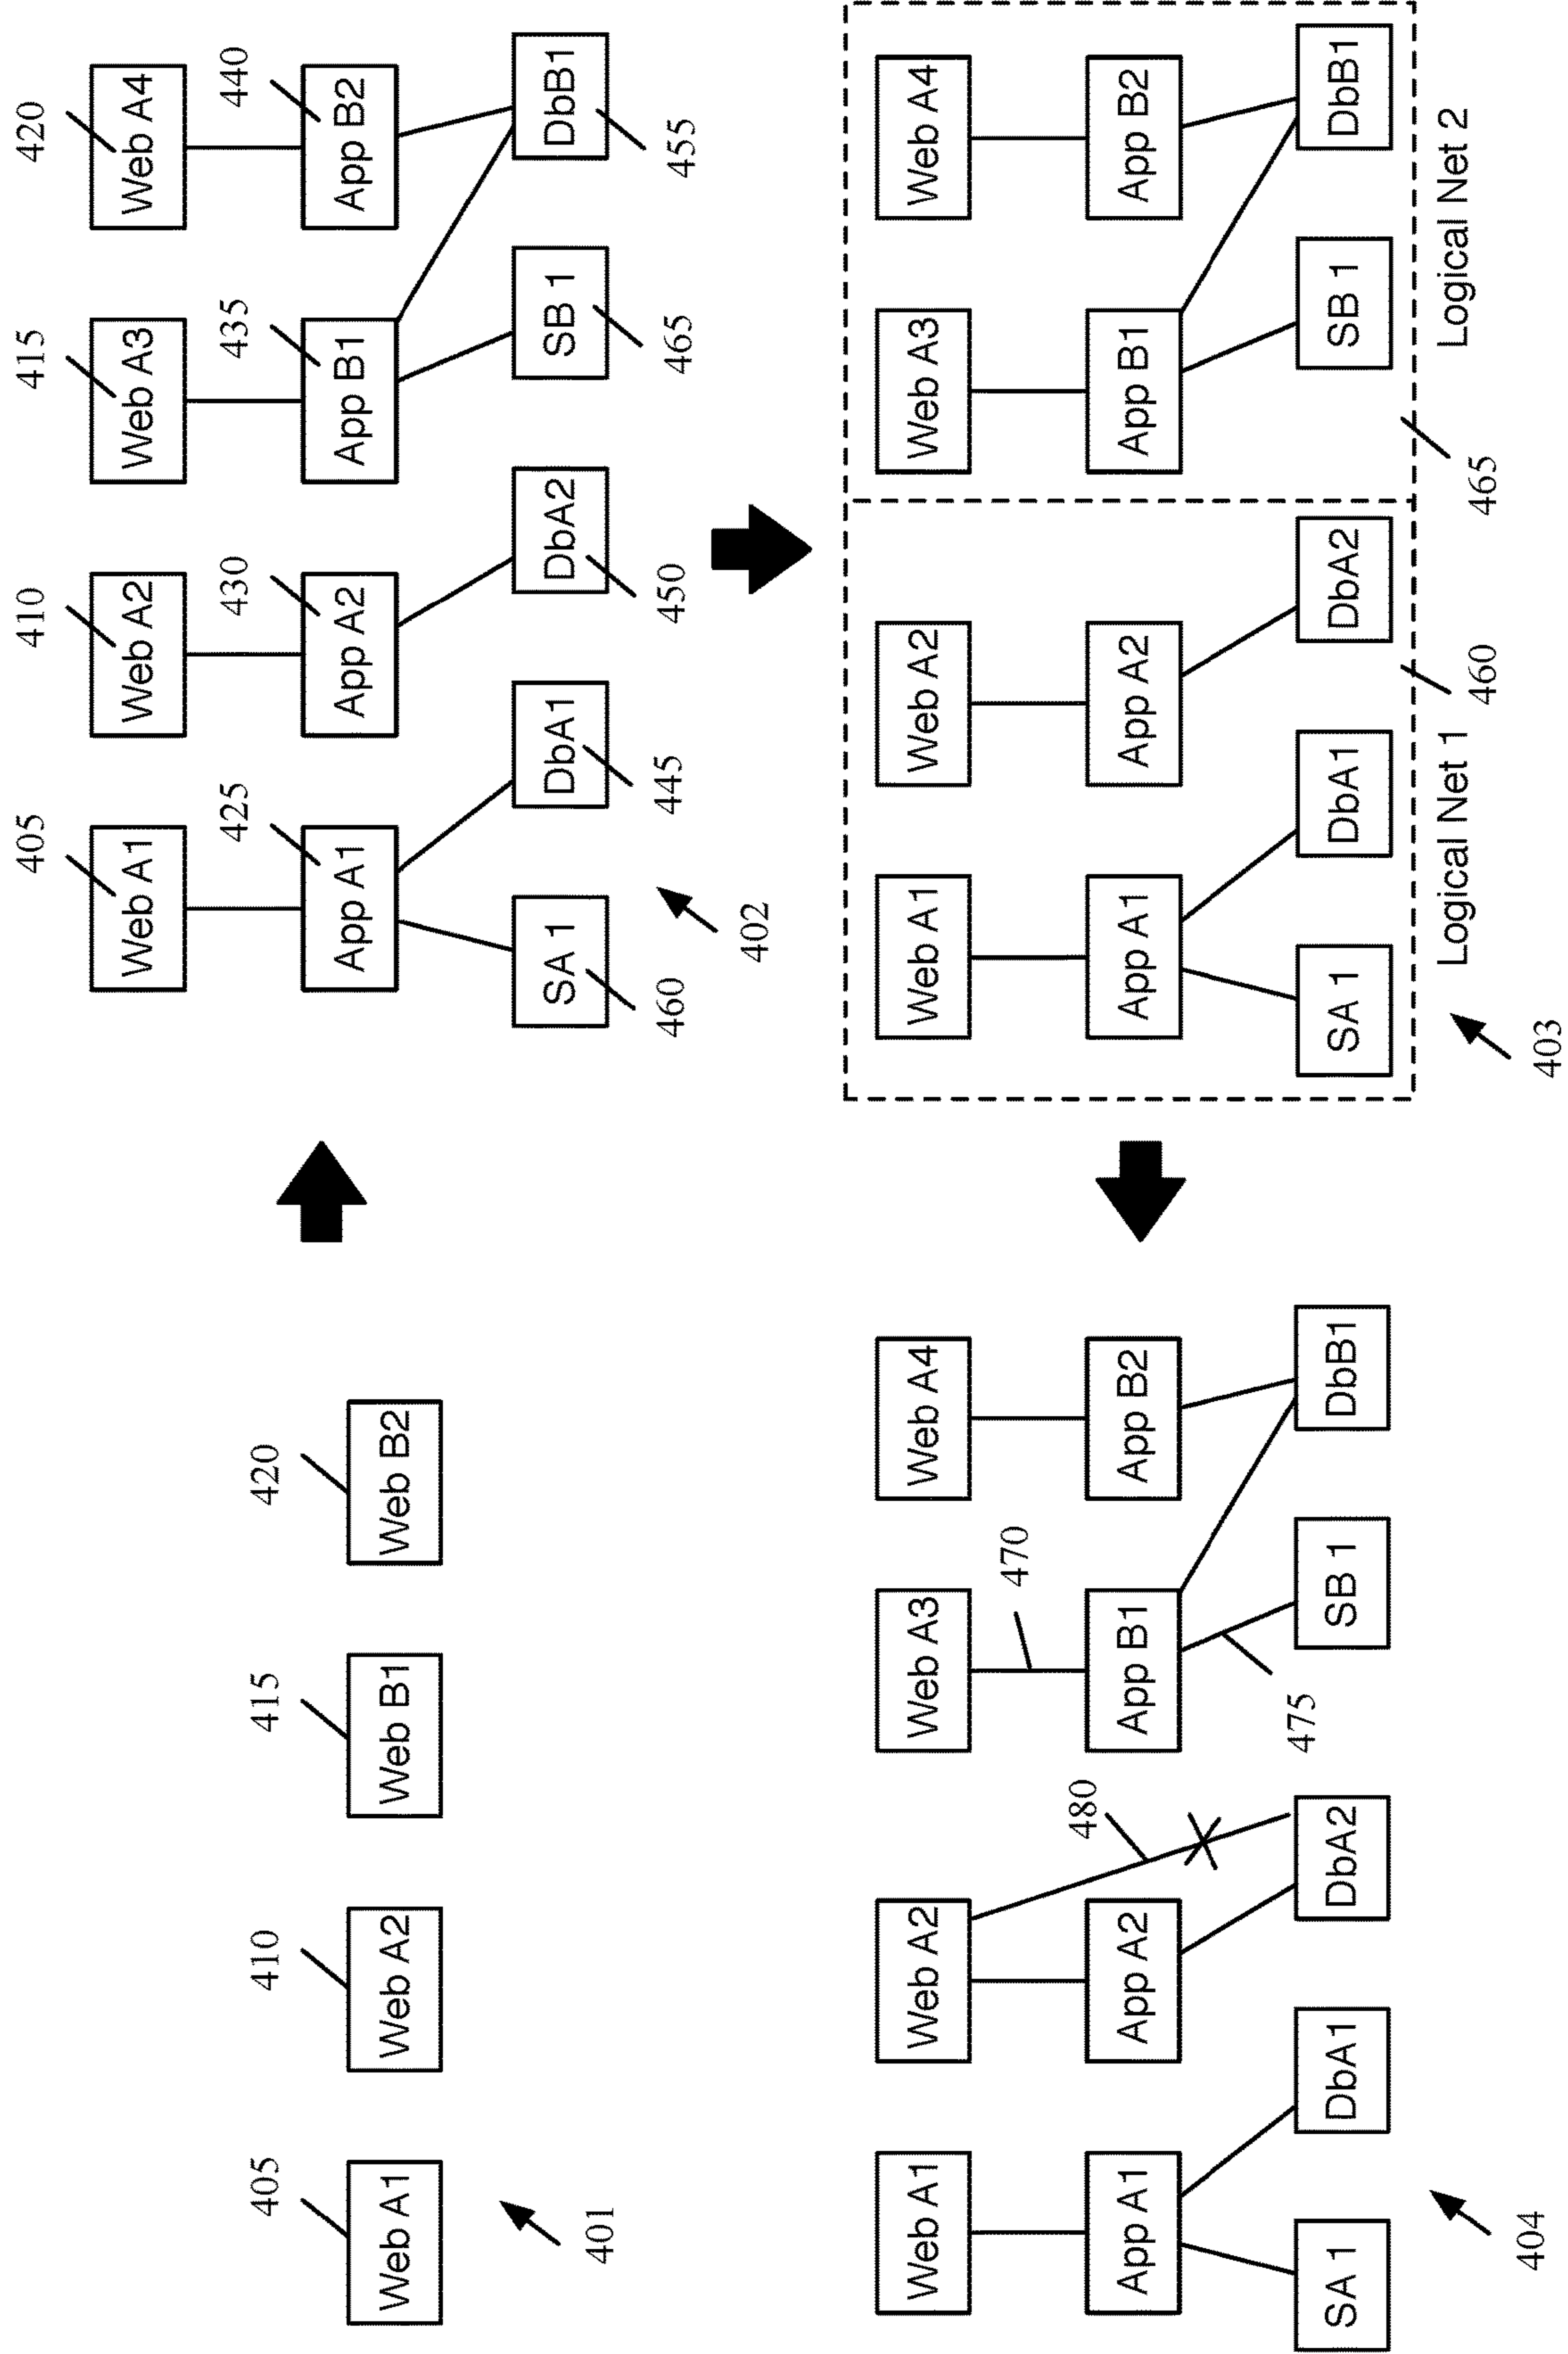 405
410
415
420
Web A1
Web A2
Web B1
Web B2
401
405
410
415
420
Web A1
Web A2
Web A3
Web A4
425
430
435
440
App A1
App A2
App B1
App B2
SA 1
DbA1
DbA2
SB 1
DbB1
460
445
450
465
455
402
Web A1
Web A2
Web A3
Web A4
App A1
App A2
App B1
App B2
SA 1
DbA1
DbA2
SB 1
DbB1
Logical Net 1
460
465
Logical Net 2
403
Web A1
Web A2
Web A3
Web A4
480
470
App A1
App A2
App B1
App B2
475
SA 1
DbA1
DbA2
SB 1
DbB1
404